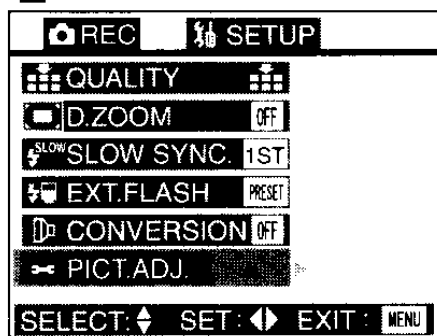 REC SETUP
QUALITY
D.ZOOM OFF
SLOW SLOW SYNC. 1ST
EXT.FLASH PRESET
CONVERSION OFF
PICT.ADJ.
SELECT: SET: EXIT: MENU